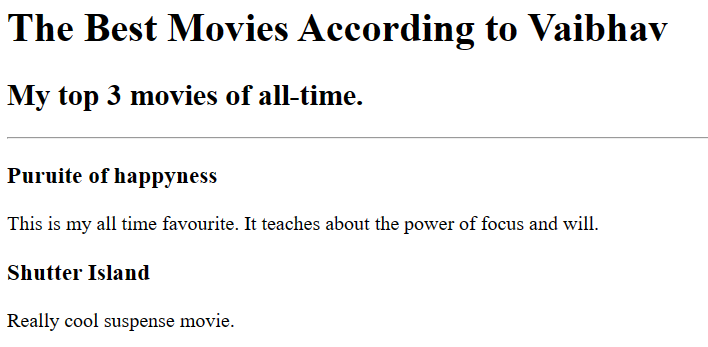 The Best Movies According to Vaibhav
My top 3 movies of all-time.
Puruite of happyness
This is my all time favourite. It teaches about the power of focus and will.
Shutter Island
Really cool suspense movie.